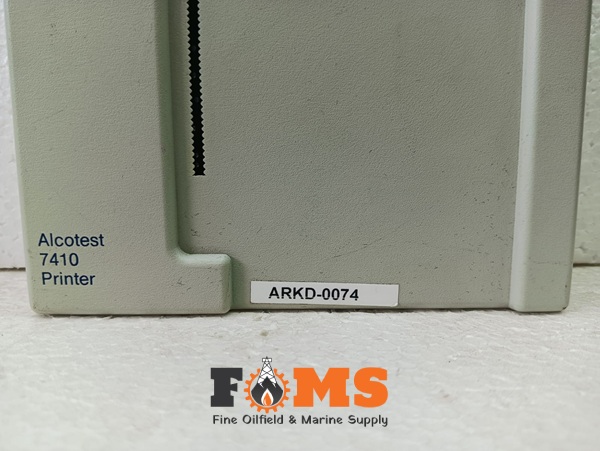 Alcotest
7410
Printer
ARKD-0074
FOMS
Fine Oilfield & Marine Supply